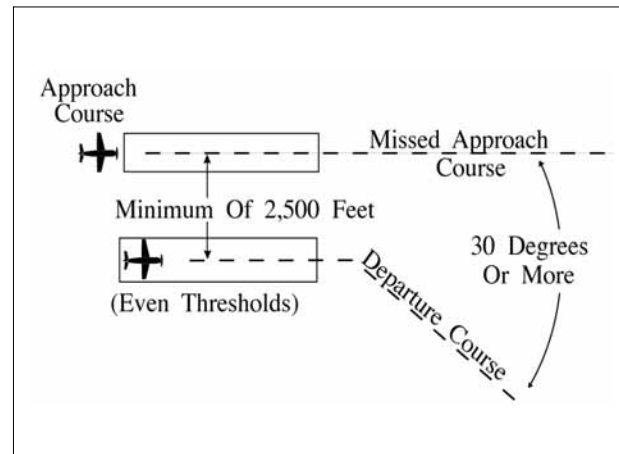 Approach
Course
Missed Approach
Course
Minimum Of 2,500 Feet
30 Degrees
Or More
(Even Thresholds)
Departure Course